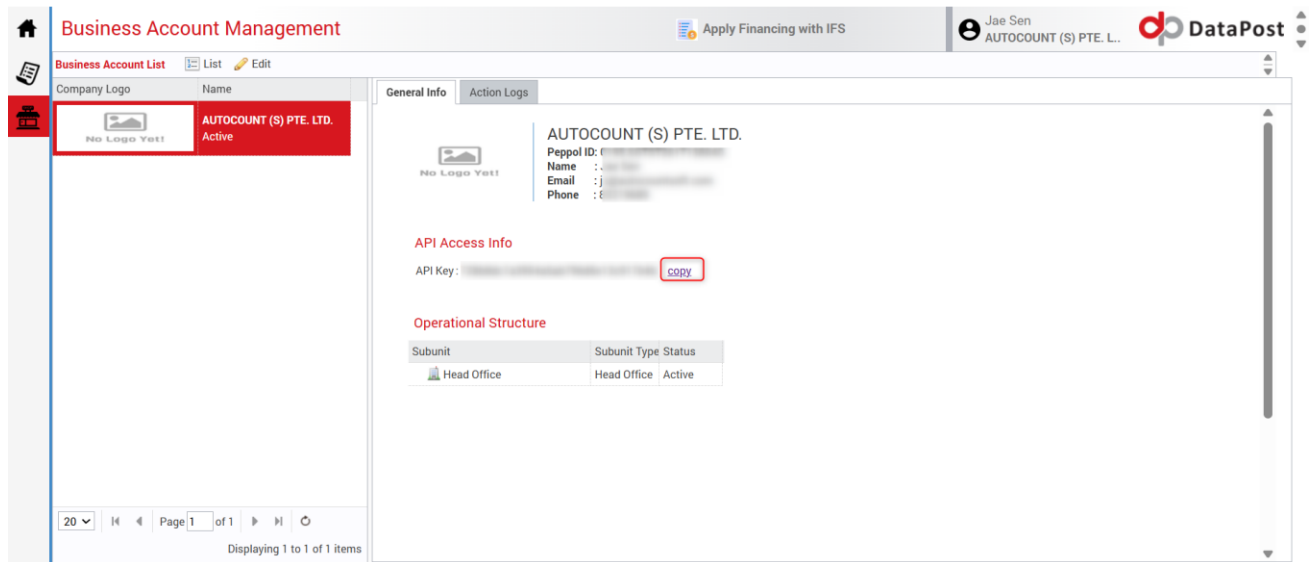 Business Account Management
Apply Financing with IFS
Jae Sen
AUTOCOUNT (S) PTE. L..
DataPost
Business Account List List Edit
Company Logo Name
No Logo Yet!
AUTOCOUNT (S) PTE. LTD.
Active
General Info Action Logs
No Logo Yet!
AUTOCOUNT (S) PTE. LTD.
Peppol ID:
Name :
Email :
Phone :
API Access Info
API Key : copy
Operational Structure
Subunit Subunit Type Status
Head Office Head Office Active
20 Page 1 of 1
Displaying 1 to 1 of 1 items